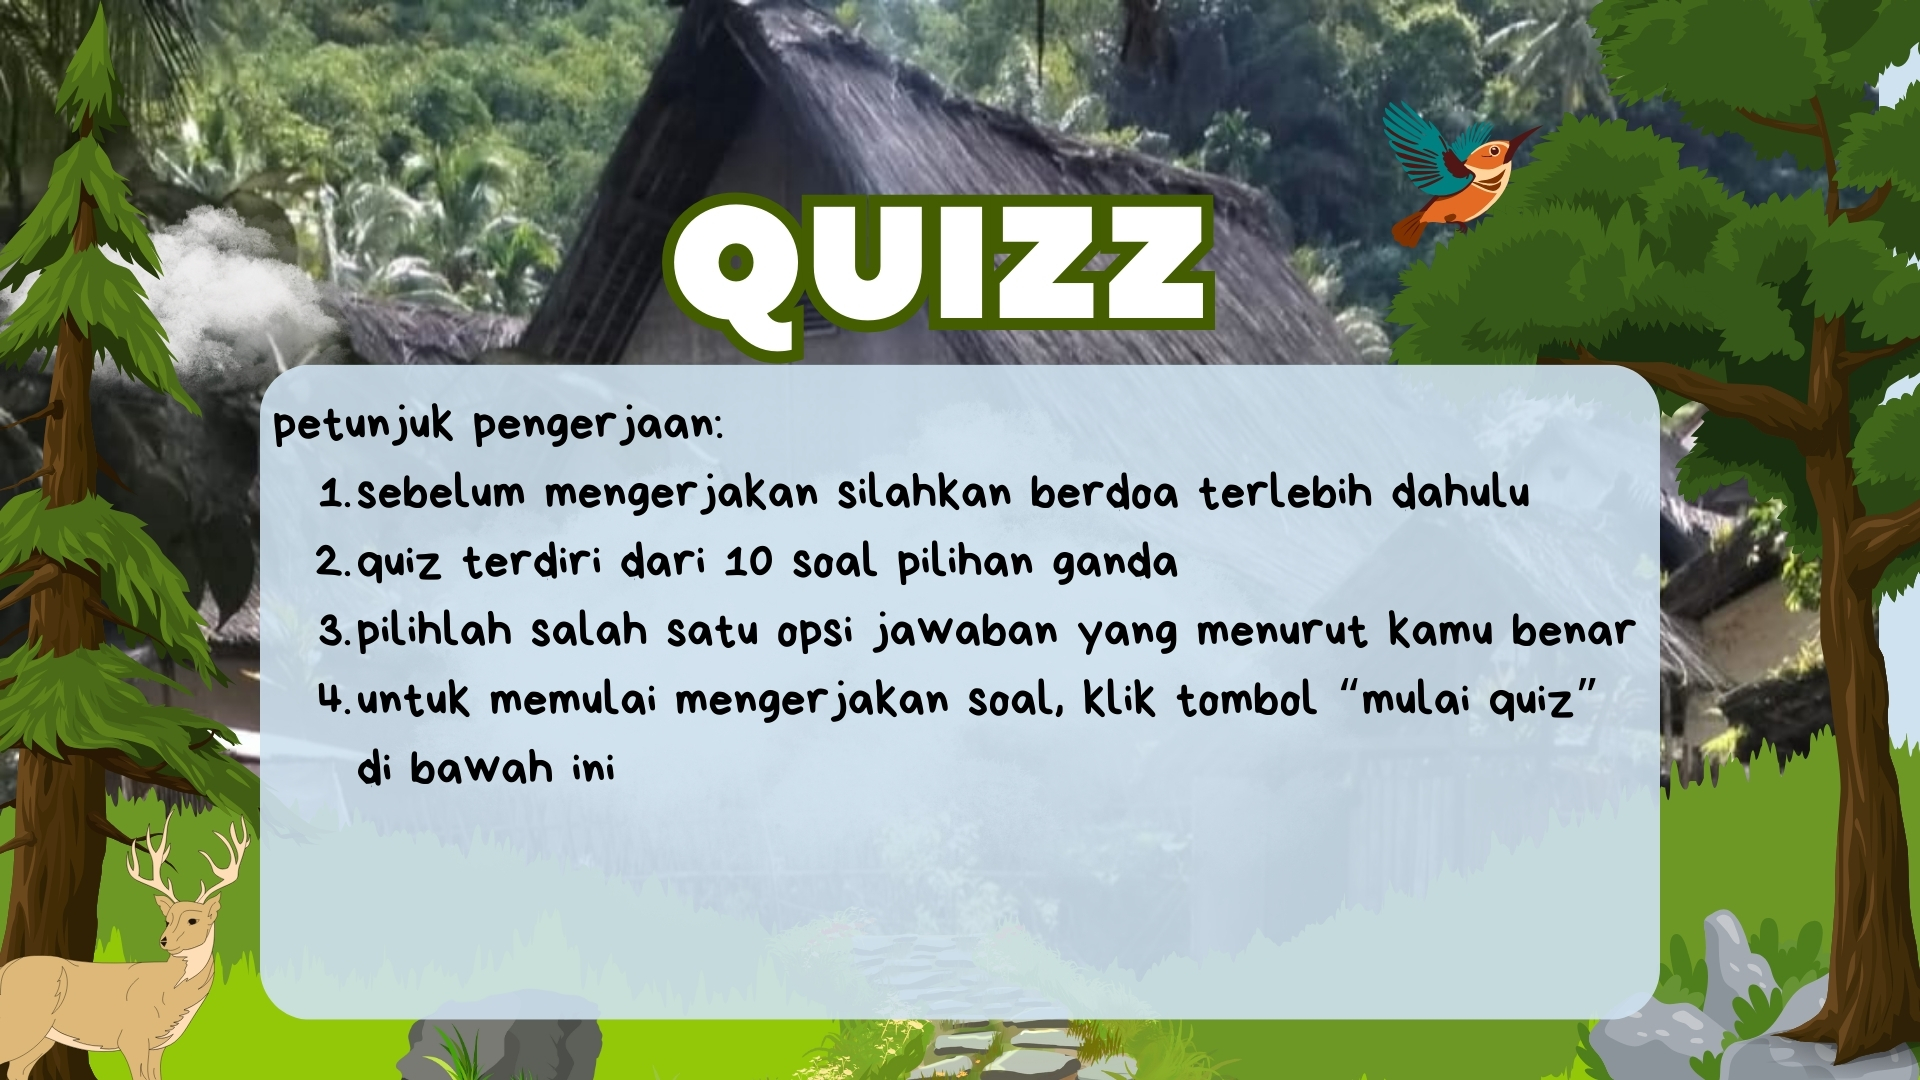 QUIZZ
petunjuk pengerjaan:
1. sebelum mengerjakan silahkan berdoa terlebih dahulu
2. quiz terdiri dari 10 soal pilihan ganda
3. pilihlah salah satu opsi jawaban yang menurut kamu benar
4. untuk memulai mengerjakan soal, klik tombol “mulai quiz”
di bawah ini